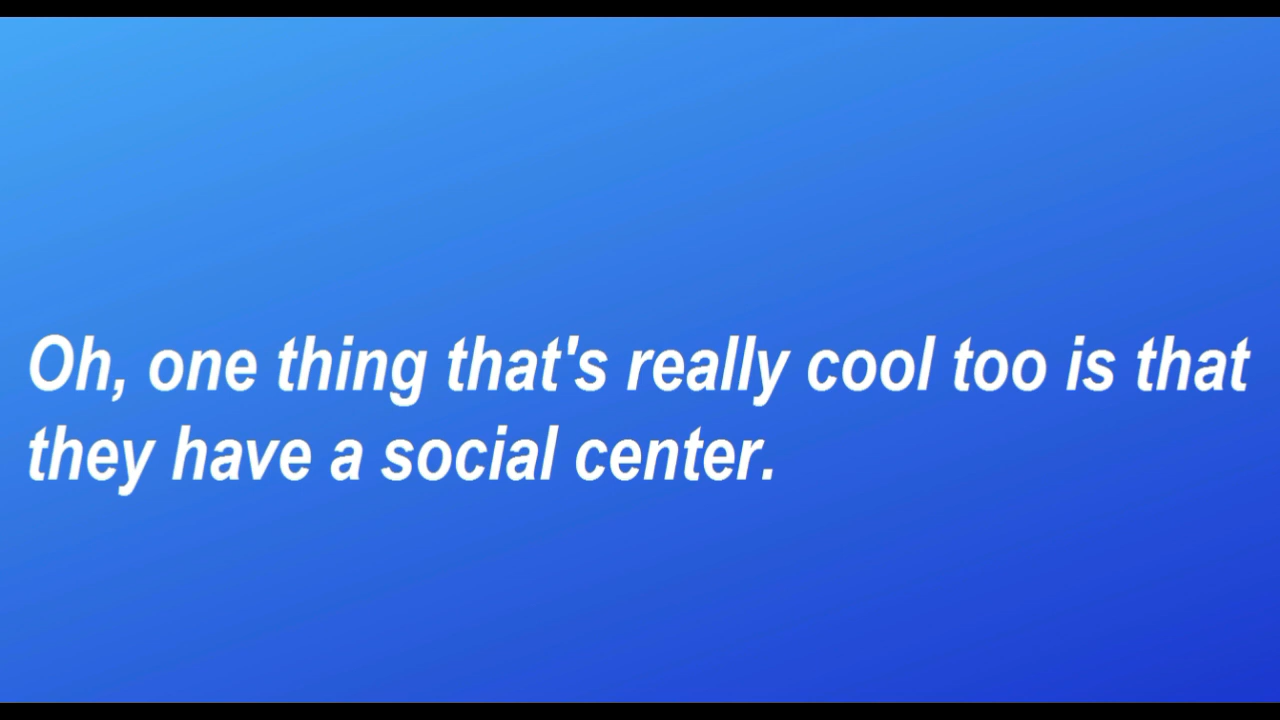 Oh, one thing that's really cool too is that
they have a social center.